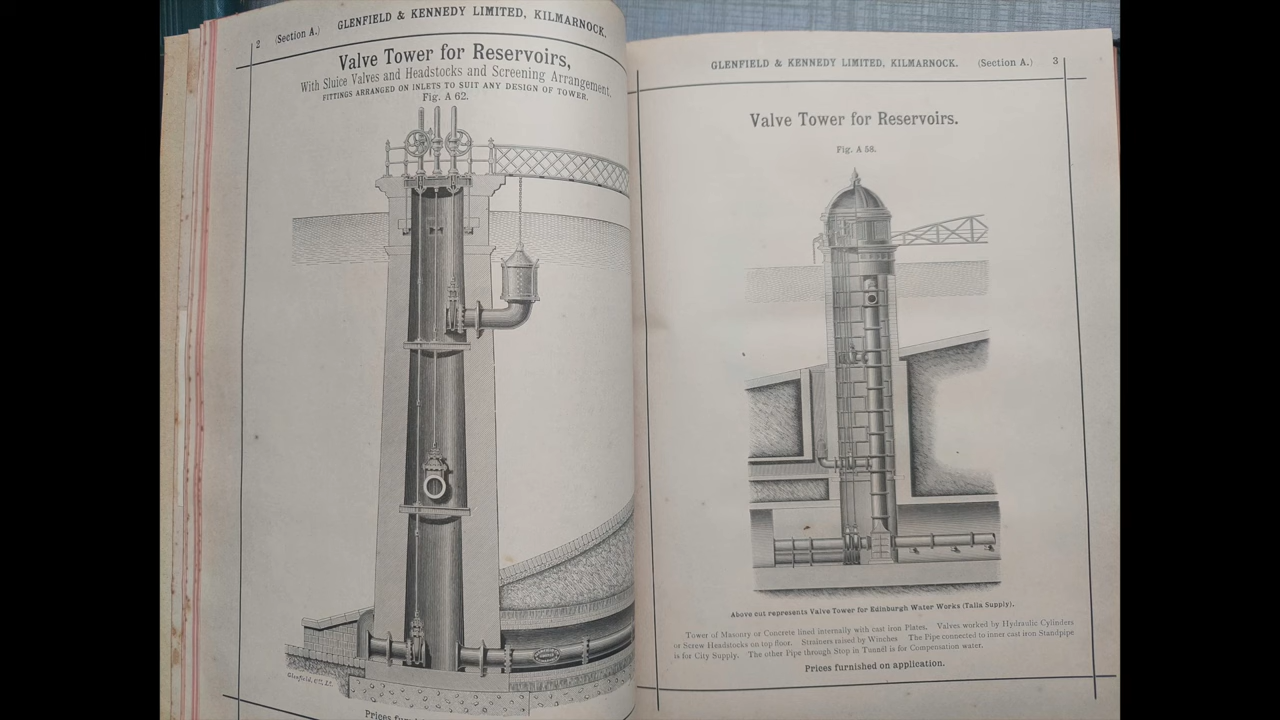 2 (Section A.) GLENFIELD & KENNEDY LIMITED, KILMARNOCK.
Valve Tower for Reservoirs,
With Sluice Valves and Headstocks and Screening Arrangement.
FITTINGS ARRANGED ON INLETS TO SUIT ANY DESIGN OF TOWER.
Fig. A 62.
Glenfield,
Prices
GLENFIELD & KENNEDY LIMITED, KILMARNOCK. (Section A.) 3
Valve Tower for Reservoirs.
Fig. A 58.
Above cut represents Valve Tower for Edinburgh Water Works (Talla Supply).
Tower of Masonry or Concrete lined internally with cast iron Plates. Valves worked by Hydraulic Cylinders
or Screw Headstocks on top floor. Strainers raised by Winches The Pipe connected to inner cast iron Standpipe
is for City Supply. The other Pipe through Stop in Tunnel is for Compensation water.
Prices furnished on application.